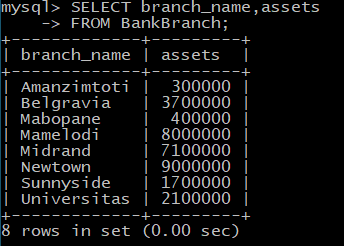 mysql> SELECT branch_name,assets
    -> FROM BankBranch;
+-------------+---------+
| branch_name | assets  |
+-------------+---------+
| Amanzimtoti |  300000 |
| Belgravia   | 3700000 |
| Mabopane    |  400000 |
| Mamelodi    | 8000000 |
| Midrand     | 7100000 |
| Newtown     | 9000000 |
| Sunnyside   | 1700000 |
| Universitas | 2100000 |
+-------------+---------+
8 rows in set (0.00 sec)